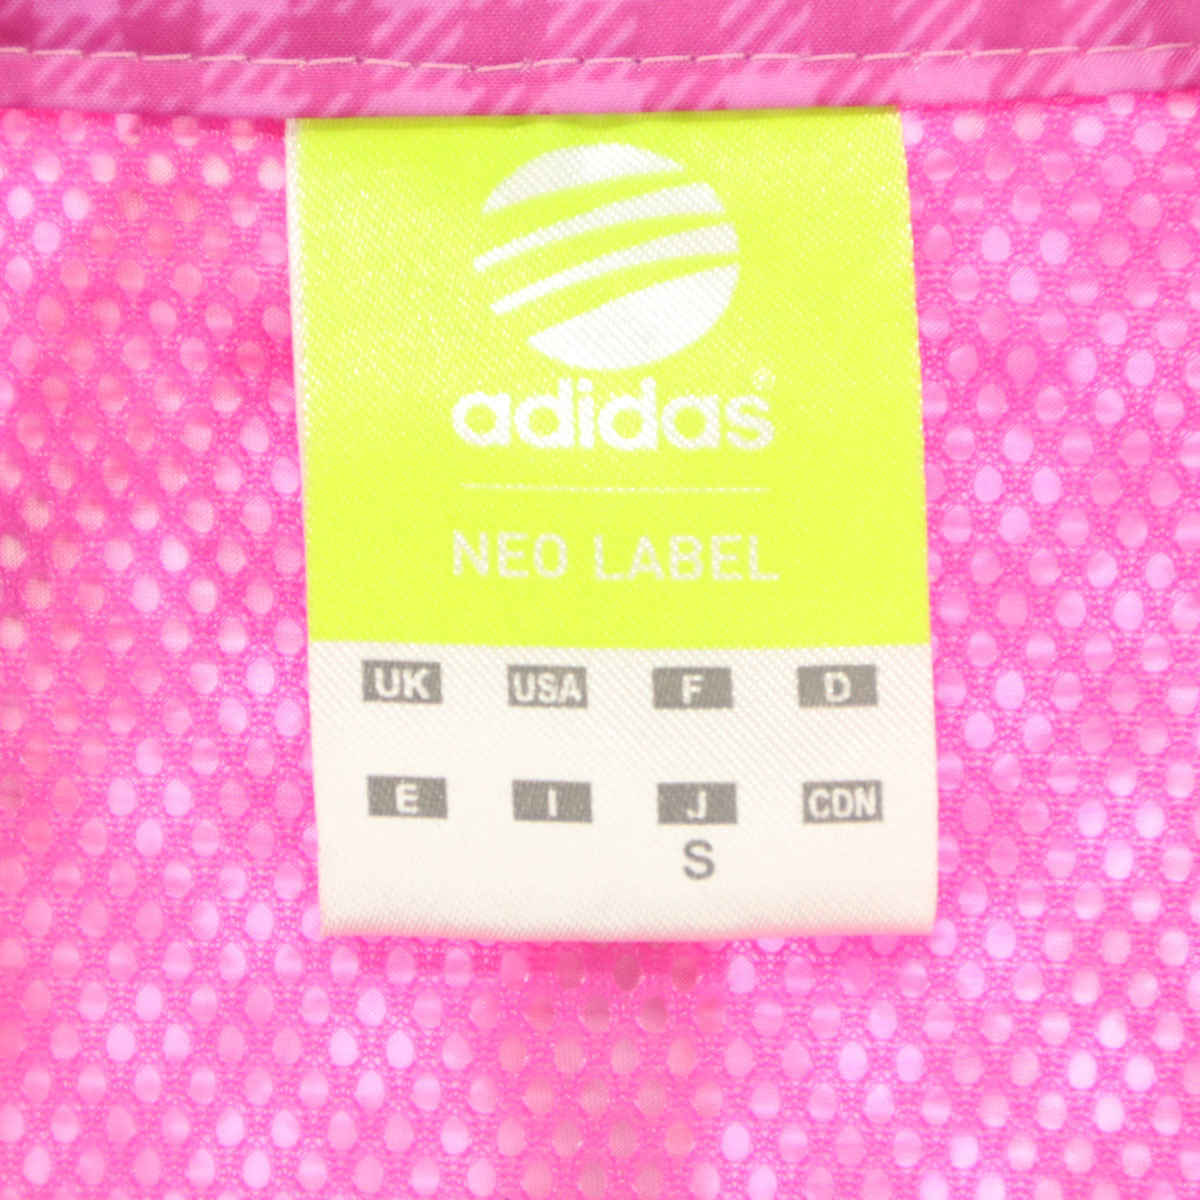 adidas®
NEO LABEL
UK USA F D
E I J CDN
S